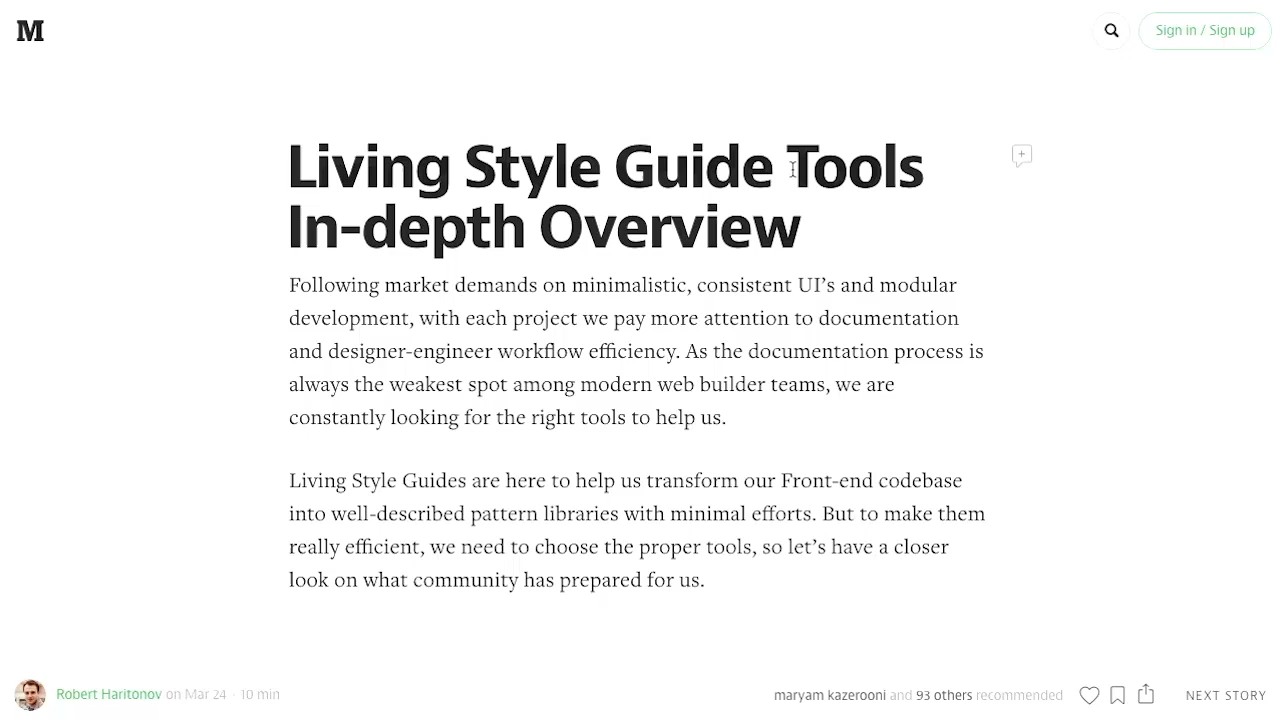 M
Sign in / Sign up
Living Style Guide Tools
In-depth Overview
Following market demands on minimalistic, consistent UI’s and modular
development, with each project we pay more attention to documentation
and designer-engineer workflow efficiency. As the documentation process is
always the weakest spot among modern web builder teams, we are
constantly looking for the right tools to help us.
Living Style Guides are here to help us transform our Front-end codebase
into well-described pattern libraries with minimal efforts. But to make them
really efficient, we need to choose the proper tools, so let’s have a closer
look on what community has prepared for us.
Robert Haritonov on Mar 24 · 10 min
maryam kazerooni and 93 others recommended
NEXT STORY